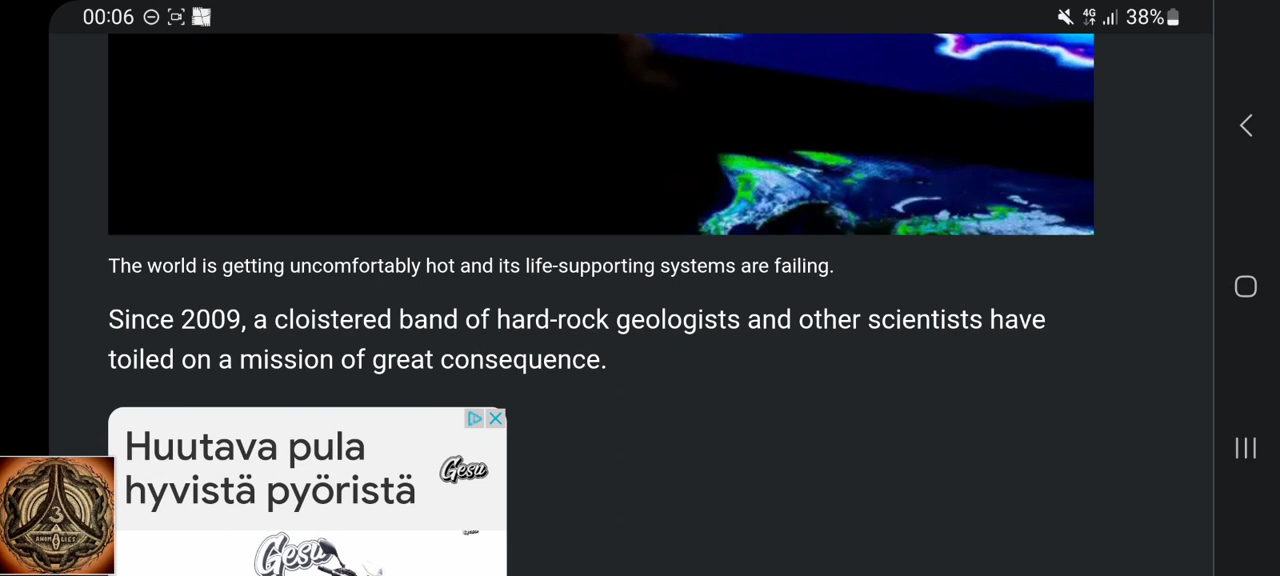 00:06
4G 38%
The world is getting uncomfortably hot and its life-supporting systems are failing.
Since 2009, a cloistered band of hard-rock geologists and other scientists have
toiled on a mission of great consequence.
Huutava pula
hyvistä pyöristä
Gesu
3
ANOMALIES
Gesu